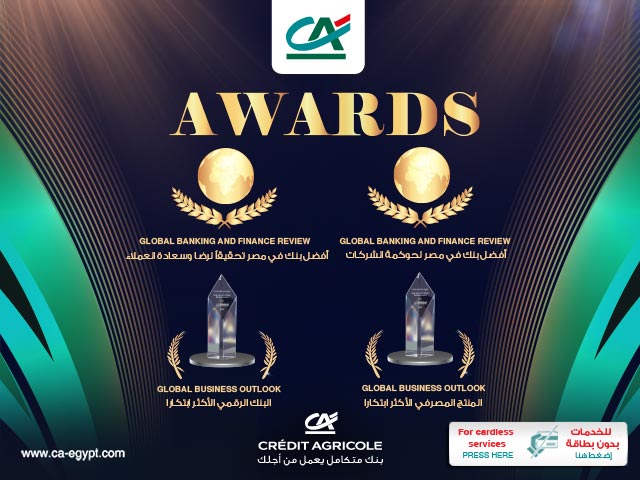 CA
AWARDS
GLOBAL BANKING AND FINANCE REVIEW
أفضل بنك في مصر تحقيقاً لرضا وسعادة العملاء
GLOBAL BANKING AND FINANCE REVIEW
أفضل بنك في مصر لحوكمة الشركات
GLOBAL BUSINESS OUTLOOK
البنك الرقمي الأكثر ابتكارا
GLOBAL BUSINESS OUTLOOK
المنتج المصرفي الأكثر ابتكارا
www.ca-egypt.com
CA
CRÉDIT AGRICOLE
بنك متكامل يعمل من أجلك
For cardless
services
PRESS HERE
للخدمات
بدون بطاقة
إضغط هنا